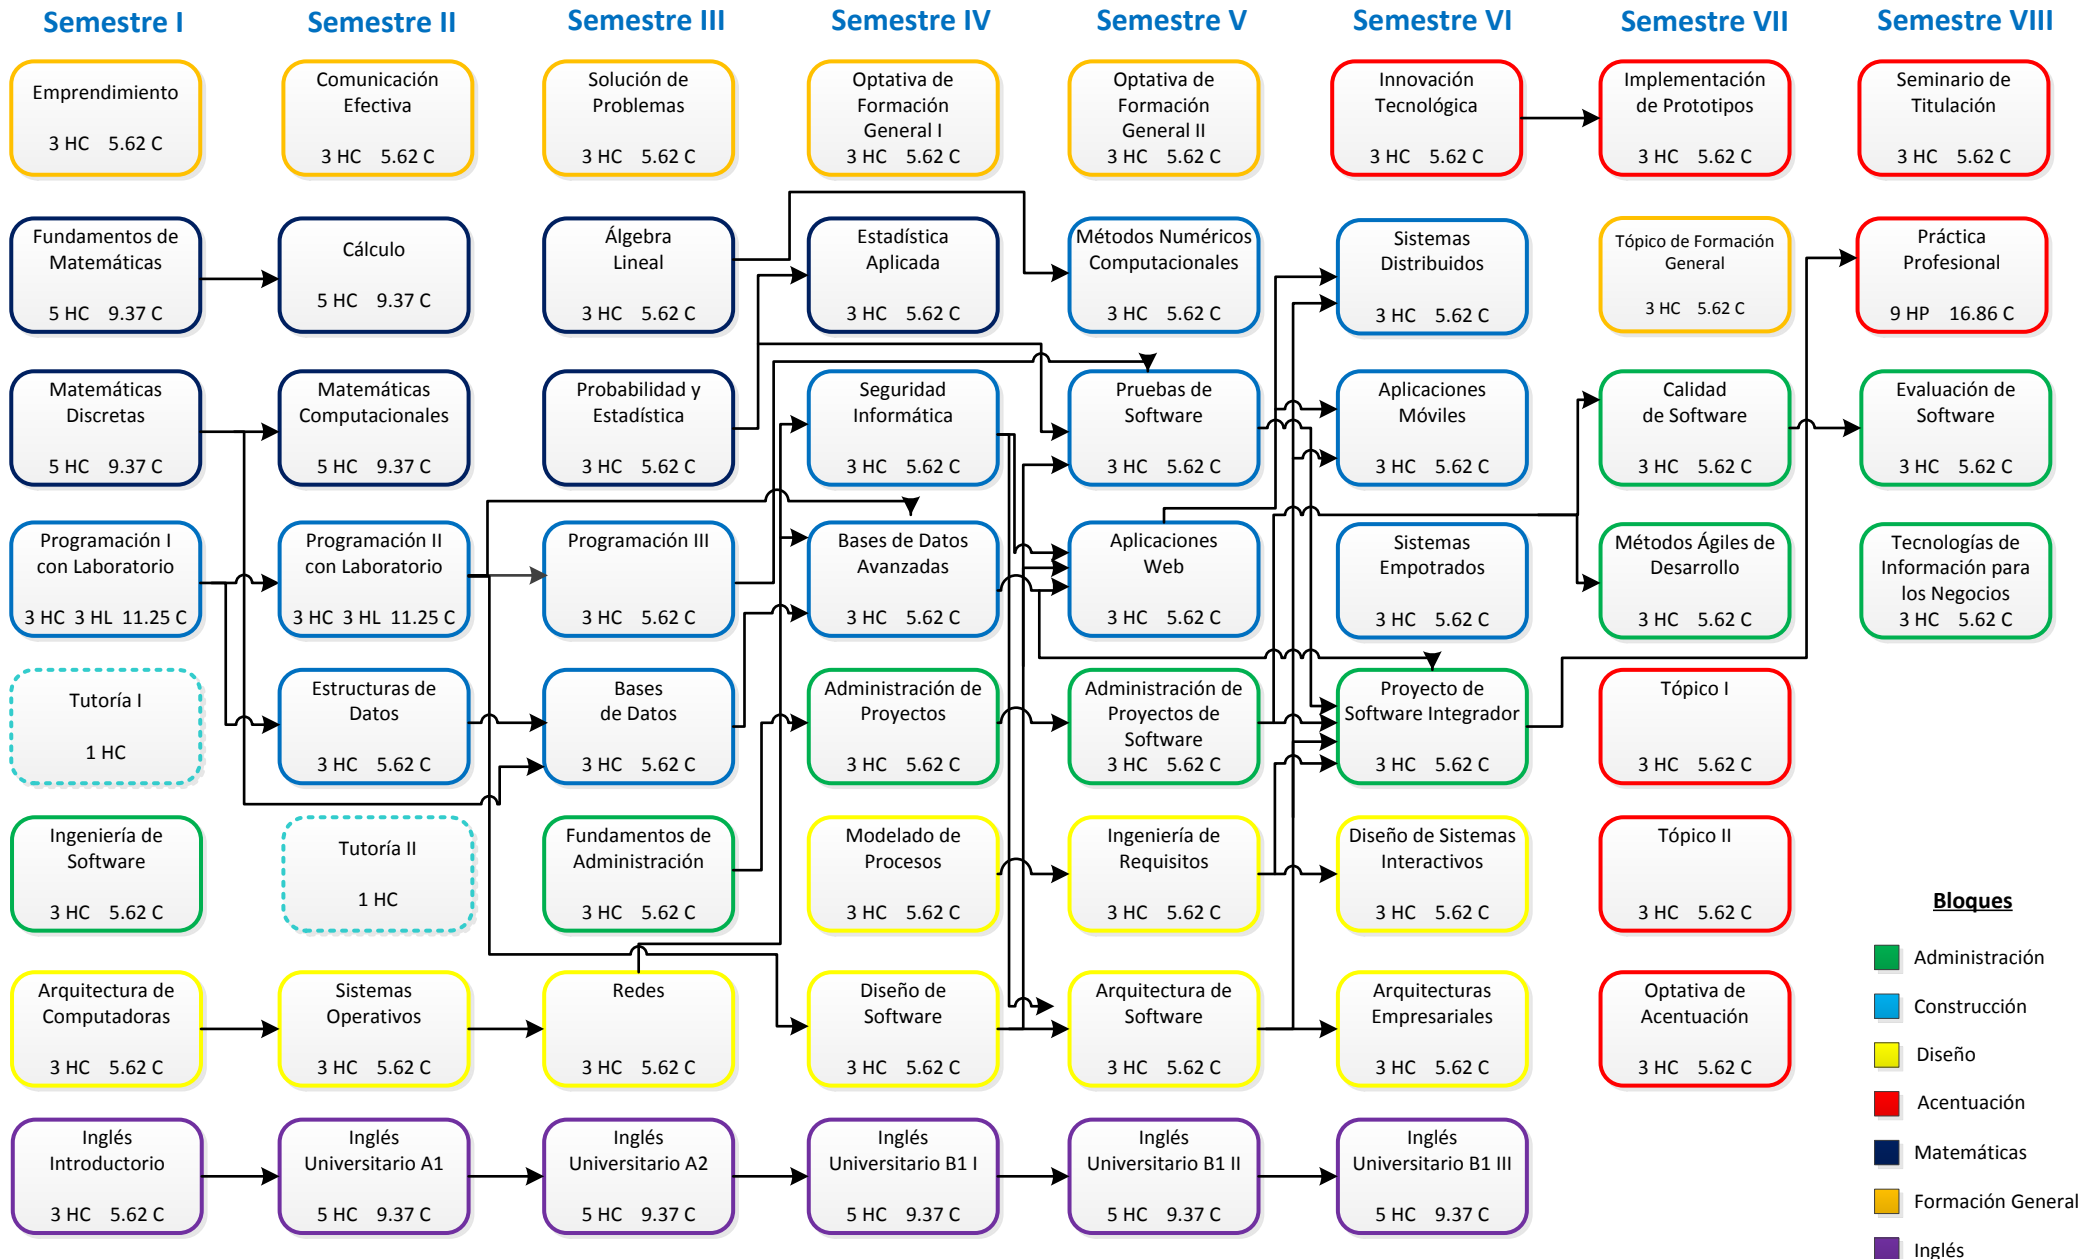 Semestre I
Semestre II
Semestre III
Semestre IV
Semestre V
Semestre VI
Semestre VII
Semestre VIII
Emprendimiento
3 HC 5.62 C
Comunicación
Efectiva
3 HC 5.62 C
Solución de
Problemas
3 HC 5.62 C
Optativa de
Formación
General I
3 HC 5.62 C
Optativa de
Formación
General II
3 HC 5.62 C
Innovación
Tecnológica
3 HC 5.62 C
Implementación
de Prototipos
3 HC 5.62 C
Seminario de
Titulación
3 HC 5.62 C
Fundamentos de
Matemáticas
5 HC 9.37 C
Cálculo
5 HC 9.37 C
Álgebra
Lineal
3 HC 5.62 C
Estadística
Aplicada
3 HC 5.62 C
Métodos Numéricos
Computacionales
3 HC 5.62 C
Sistemas
Distribuidos
3 HC 5.62 C
Tópico de Formación
General
3 HC 5.62 C
Práctica
Profesional
9 HP 16.86 C
Matemáticas
Discretas
5 HC 9.37 C
Matemáticas
Computacionales
5 HC 9.37 C
Probabilidad y
Estadística
3 HC 5.62 C
Seguridad
Informática
3 HC 5.62 C
Pruebas de
Software
3 HC 5.62 C
Aplicaciones
Móviles
3 HC 5.62 C
Calidad
de Software
3 HC 5.62 C
Evaluación de
Software
3 HC 5.62 C
Programación I
con Laboratorio
3 HC 3 HL 11.25 C
Programación II
con Laboratorio
3 HC 3 HL 11.25 C
Programación III
3 HC 5.62 C
Bases de Datos
Avanzadas
3 HC 5.62 C
Aplicaciones
Web
3 HC 5.62 C
Sistemas
Empotrados
3 HC 5.62 C
Métodos Ágiles de
Desarrollo
3 HC 5.62 C
Tecnologías de
Información para
los Negocios
3 HC 5.62 C
Tutoría I
1 HC
Estructuras de
Datos
3 HC 5.62 C
Bases
de Datos
3 HC 5.62 C
Administración de
Proyectos
3 HC 5.62 C
Administración de
Proyectos de
Software
3 HC 5.62 C
Proyecto de
Software Integrador
3 HC 5.62 C
Tópico I
3 HC 5.62 C
Ingeniería de
Software
3 HC 5.62 C
Tutoría II
1 HC
Fundamentos de
Administración
3 HC 5.62 C
Modelado de
Procesos
3 HC 5.62 C
Ingeniería de
Requisitos
3 HC 5.62 C
Diseño de Sistemas
Interactivos
3 HC 5.62 C
Tópico II
3 HC 5.62 C
Arquitectura de
Computadoras
3 HC 5.62 C
Sistemas
Operativos
3 HC 5.62 C
Redes
3 HC 5.62 C
Diseño de
Software
3 HC 5.62 C
Arquitectura de
Software
3 HC 5.62 C
Arquitecturas
Empresariales
3 HC 5.62 C
Optativa de
Acentuación
3 HC 5.62 C
Inglés
Introductorio
3 HC 5.62 C
Inglés
Universitario A1
5 HC 9.37 C
Inglés
Universitario A2
5 HC 9.37 C
Inglés
Universitario B1 I
5 HC 9.37 C
Inglés
Universitario B1 II
5 HC 9.37 C
Inglés
Universitario B1 III
5 HC 9.37 C
Bloques
Administración
Construcción
Diseño
Acentuación
Matemáticas
Formación General
Inglés